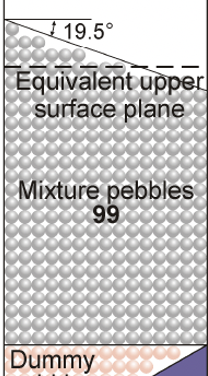 19.5°
Equivalent upper
surface plane
Mixture pebbles
99
Dummy